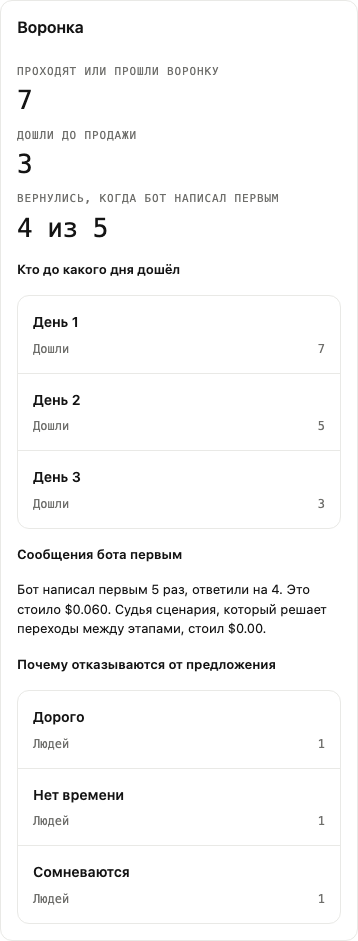 Воронка
ПРОХОДЯТ ИЛИ ПРОШЛИ ВОРОНКУ
7
ДОШЛИ ДО ПРОДАЖИ
3
ВЕРНУЛИСЬ, КОГДА БОТ НАПИСАЛ ПЕРВЫМ
4 из 5
Кто до какого дня дошёл
День 1
Дошли 7
День 2
Дошли 5
День 3
Дошли 3
Сообщения бота первым
Бот написал первым 5 раз, ответили на 4. Это
стоило $0.060. Судья сценария, который решает
переходы между этапами, стоил $0.00.
Почему отказываются от предложения
Дорого
Людей 1
Нет времени
Людей 1
Сомневаются
Людей 1